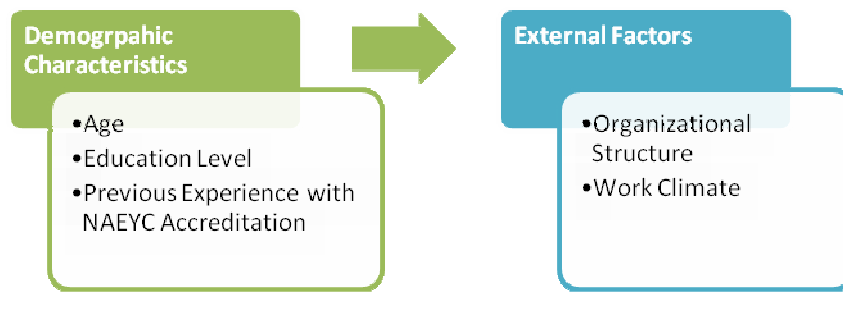 Demogrpahic
Characteristics
•Age
•Education Level
•Previous Experience with
NAEYC Accreditation
External Factors
•Organizational
Structure
•Work Climate